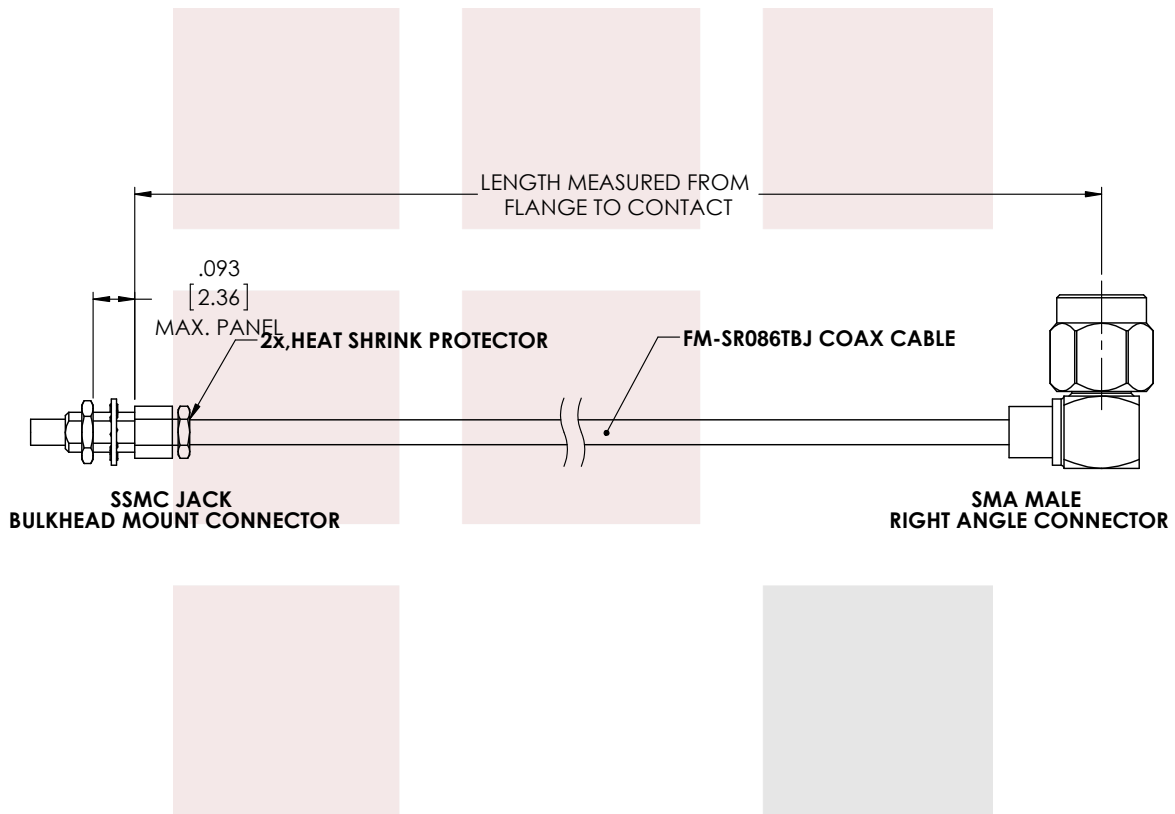 LENGTH MEASURED FROM
FLANGE TO CONTACT
.093
[2.36]
MAX. PANEL
2x,HEAT SHRINK PROTECTOR
FM-SR086TBJ COAX CABLE
SSMC JACK
BULKHEAD MOUNT CONNECTOR
SMA MALE
RIGHT ANGLE CONNECTOR